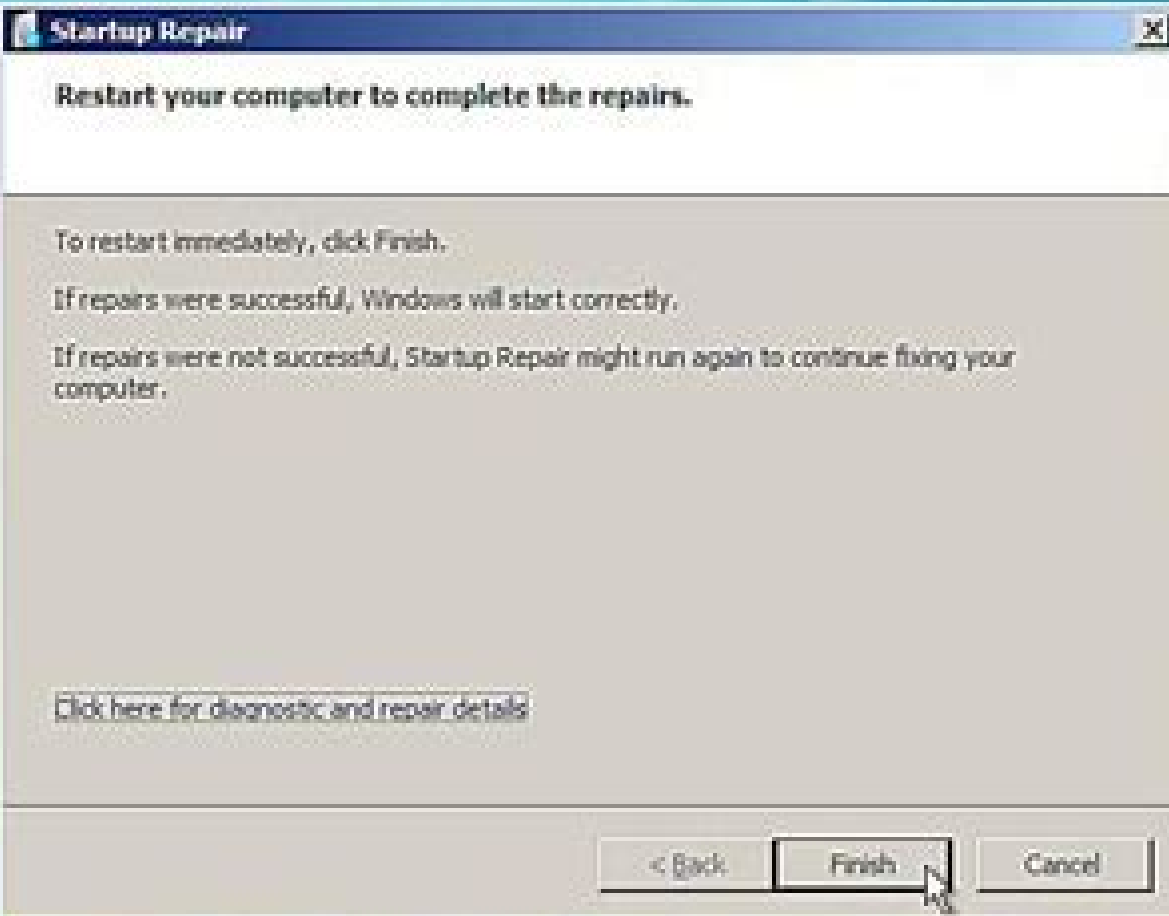 Startup Repair
Restart your computer to complete the repairs.
To restart immediately, click Finish.
If repairs were successful, Windows will start correctly.
If repairs were not successful, Startup Repair might run again to continue fixing your
computer.
Click here for diagnostic and repair details
< Back
Finish
Cancel